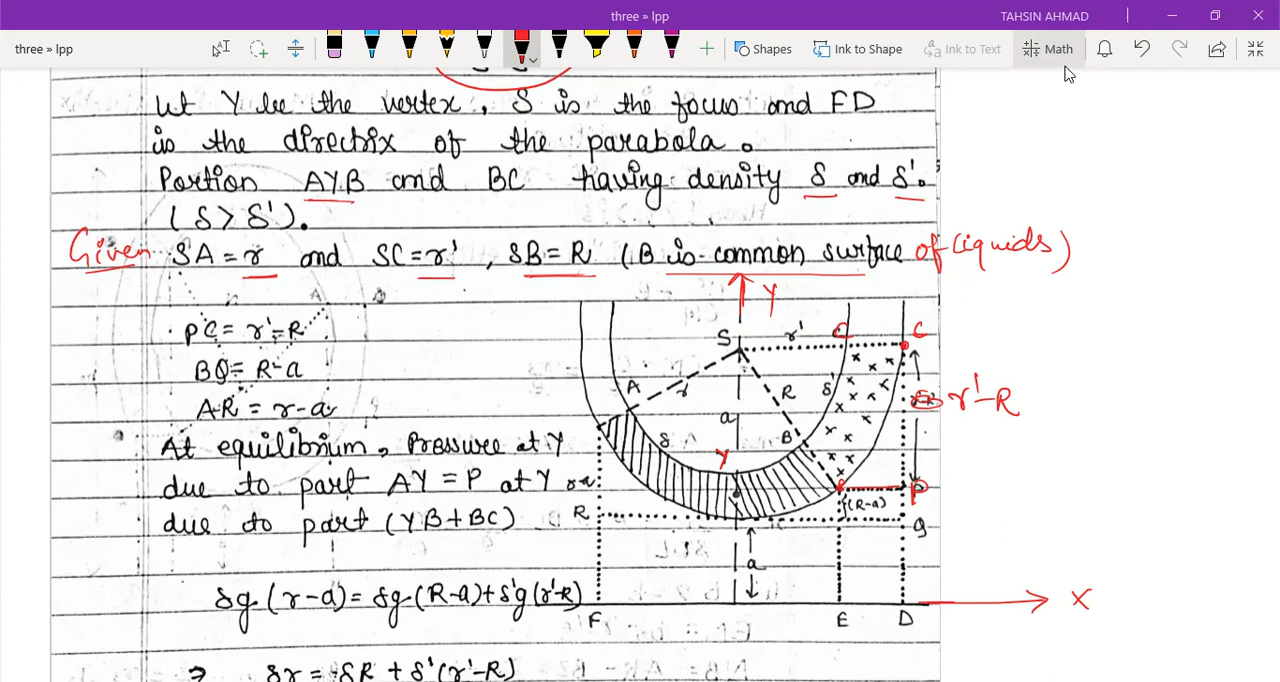 three » lpp
TAHSIN AHMAD
three » lpp
Shapes
Ink to Shape
Ink to Text
Math
Let Y be the vertex, S is the focus and FD
is the directrix of the parabola.
Portion AYB and BC having density δ and δ'.
(δ > δ').
Given SA = r and SC = r', SB = R (B is common surface of liquids)
PC = r' - R
BQ = R - a
AR = r - a
At equilibrium, Pressure at Y
due to part AY = P at Y
due to part (YB + BC)
δg(r-a) = δg(R-a) + δ'g(r'-R)
⇒ δr = δR + δ'(r'-R)
Y
S
r'
C
C
A
r
R
δ'
r'-R
a
δ
B
Y
P
R
(R-a)
q
a
F
E
D
X